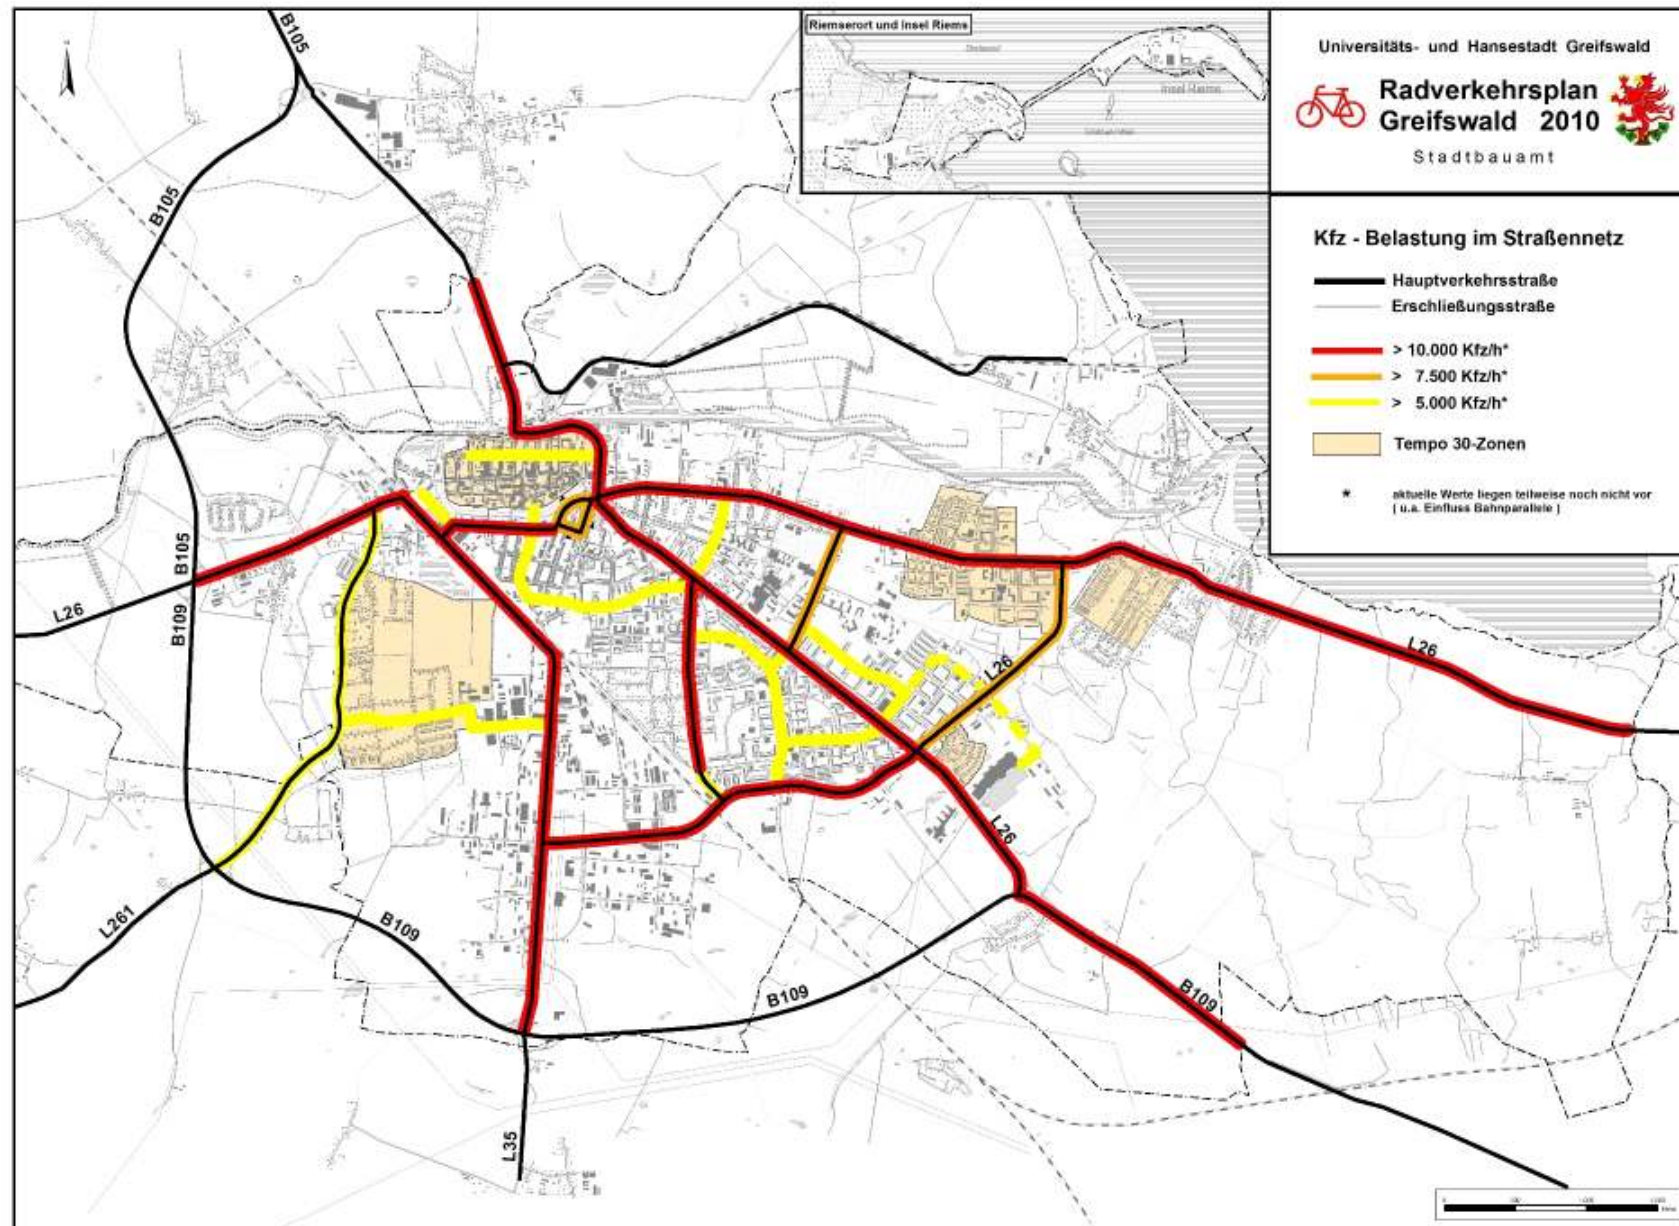 Riemserort und Insel Riems
Insel Riems
Universitäts- und Hansestadt Greifswald
Radverkehrsplan
Greifswald 2010
Stadtbauamt
Kfz - Belastung im Straßennetz
Hauptverkehrsstraße
Erschließungsstraße
> 10.000 Kfz/h*
> 7.500 Kfz/h*
> 5.000 Kfz/h*
Tempo 30-Zonen
* aktuelle Werte liegen teilweise noch nicht vor
( u.a. Einfluss Bahnparallele )
B105
B105
B105
L26
B109
L26
L26
L26
L261
B109
B109
B109
L35